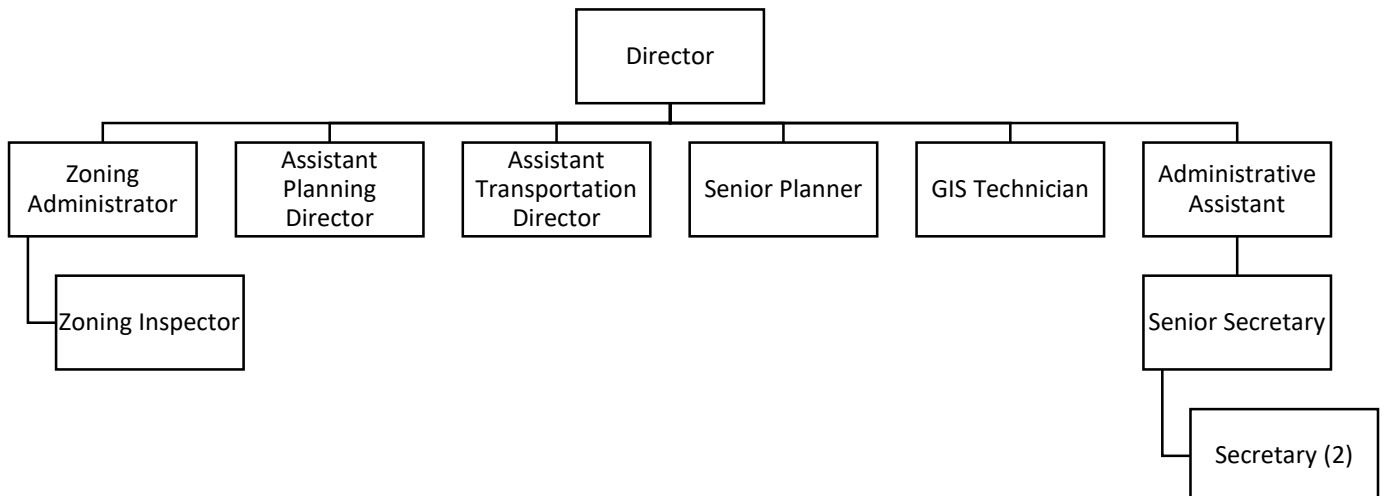 Director
Zoning
Administrator
Assistant
Planning
Director
Assistant
Transportation
Director
Senior Planner
GIS Technician
Administrative
Assistant
Zoning Inspector
Senior Secretary
Secretary (2)